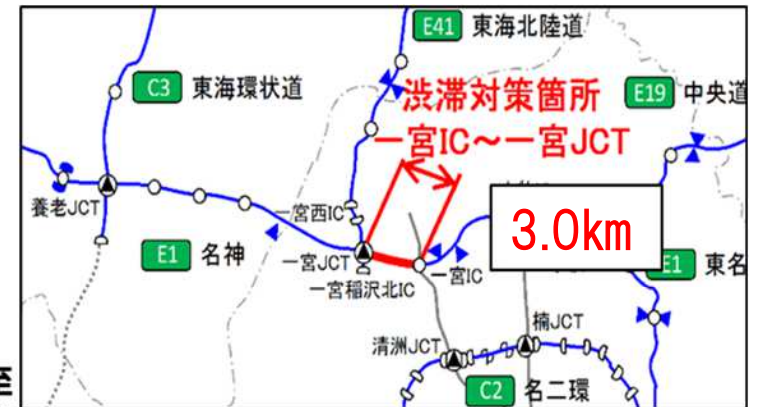 E41 東海北陸道
C3 東海環状道
渋滞対策箇所
一宮IC～一宮JCT
E19 中央道
養老JCT
一宮西IC
3.0km
E1 名神
一宮JCT
一宮IC
一宮稲沢北IC
E1 東名
楠JCT
清洲JCT
C2 名二環